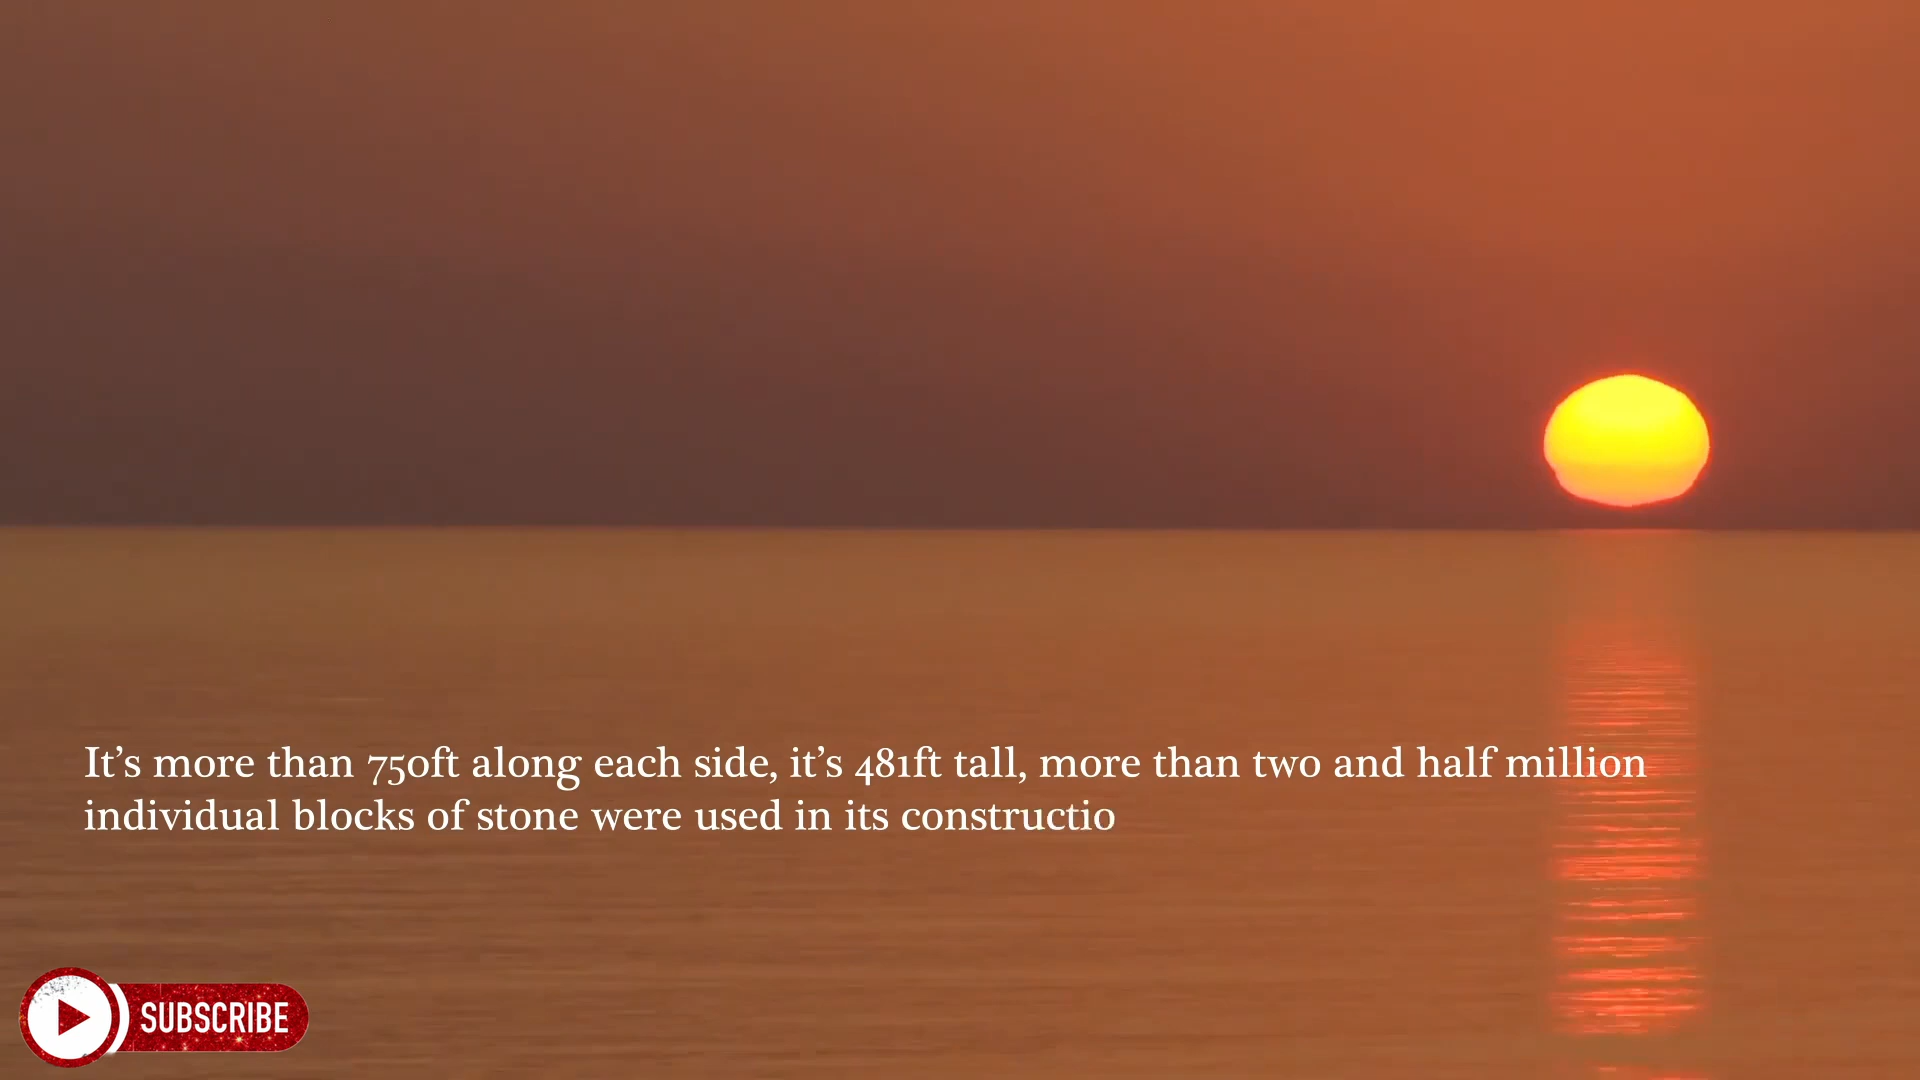 It’s more than 750ft along each side, it’s 481ft tall, more than two and half million
individual blocks of stone were used in its constructio
SUBSCRIBE